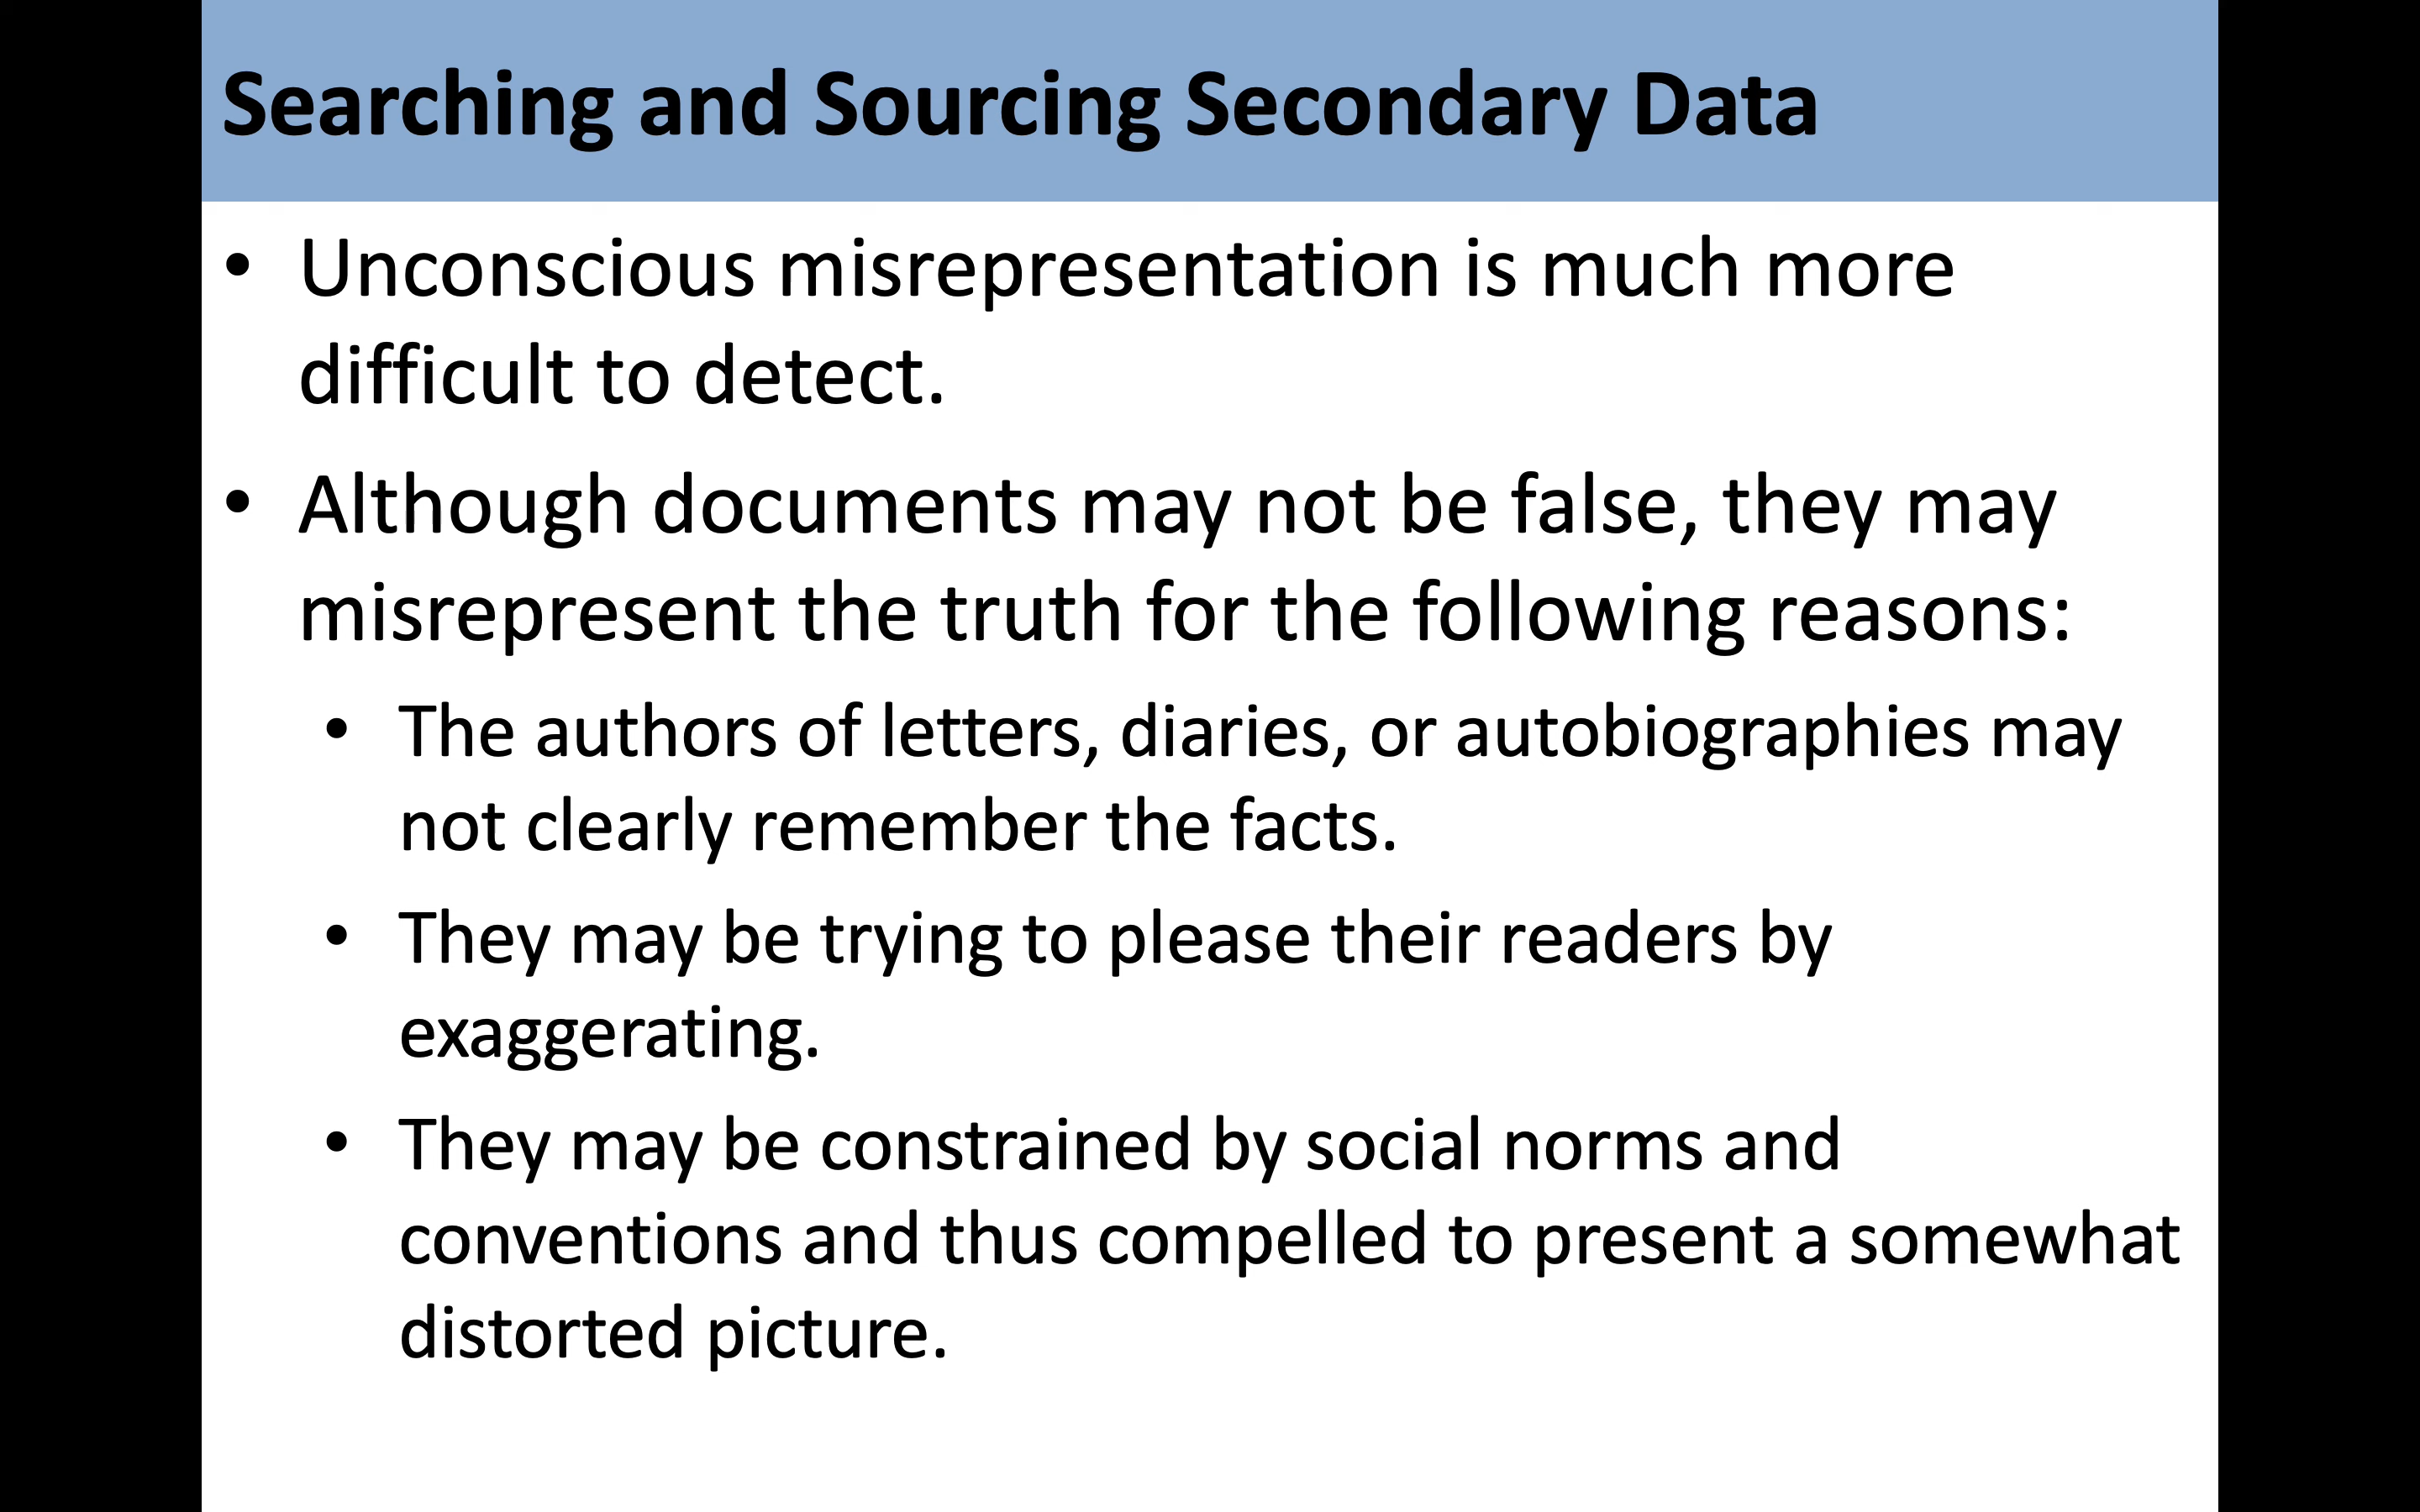 Searching and Sourcing Secondary Data
• Unconscious misrepresentation is much more
difficult to detect.
• Although documents may not be false, they may
misrepresent the truth for the following reasons:
• The authors of letters, diaries, or autobiographies may
not clearly remember the facts.
• They may be trying to please their readers by
exaggerating.
• They may be constrained by social norms and
conventions and thus compelled to present a somewhat
distorted picture.